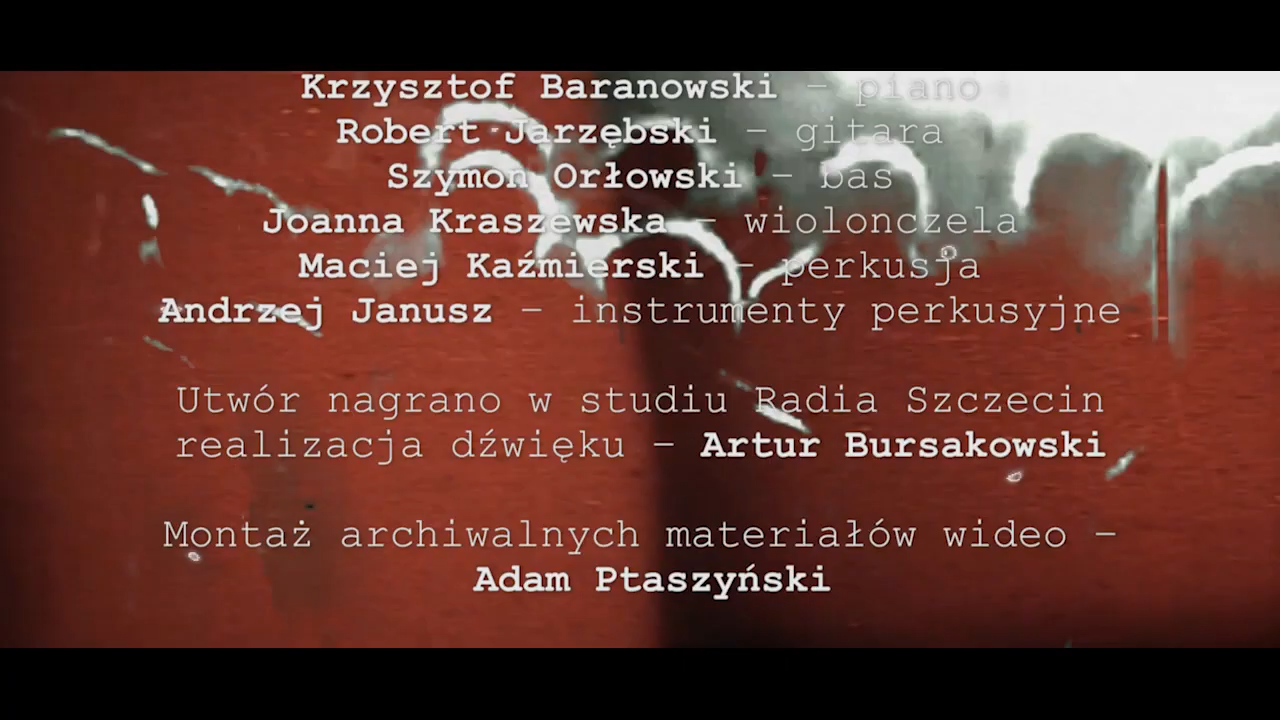 Krzysztof Baranowski – piano
Robert Jarzębski – gitara
Szymon Orłowski – bas
Joanna Kraszewska – wiolonczela
Maciej Kaźmierski – perkusja
Andrzej Janusz – instrumenty perkusyjne
Utwór nagrano w studiu Radia Szczecin
realizacja dźwięku – Artur Bursakowski
Montaż archiwalnych materiałów wideo –
Adam Ptaszyński